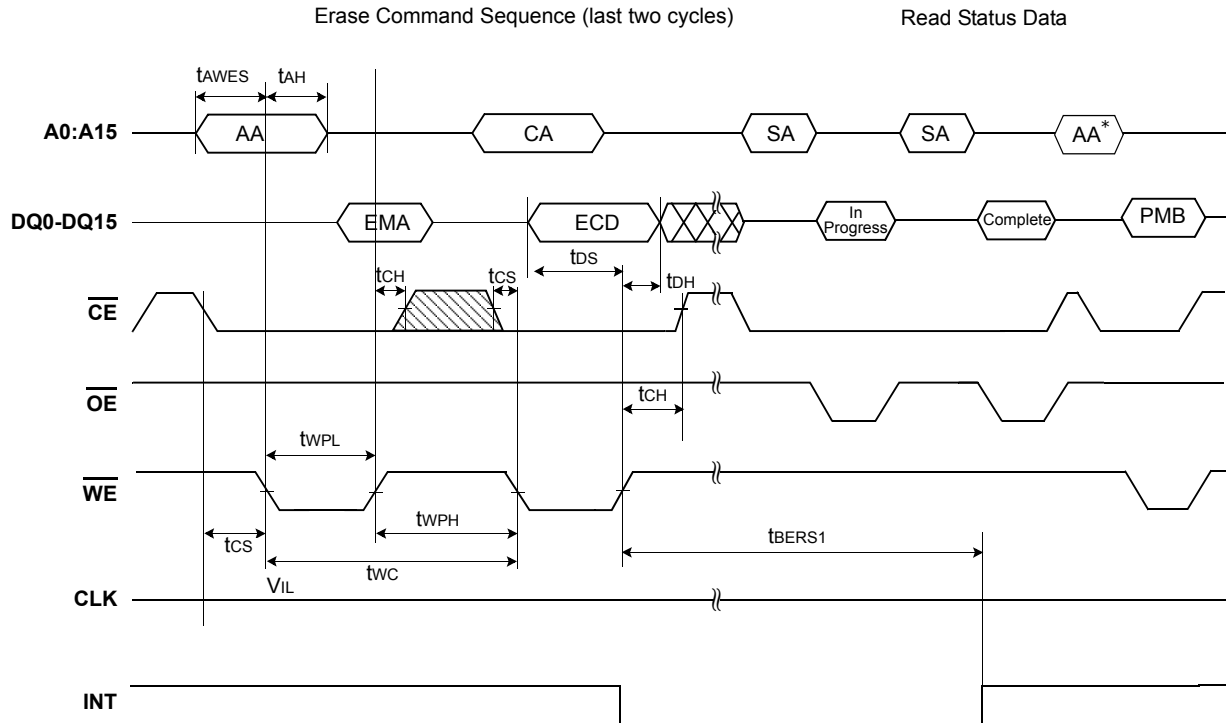 Erase Command Sequence (last two cycles) Read Status Data
tAWES tAH
A0:A15 AA CA SA SA AA*
DQ0-DQ15 EMA ECD In Progress Complete PMB
tDS
tCH tCS tDH
CE
OE
tCH
tWPL
WE
tWPH
tBERS1
tCS
tWC
VIL
CLK
INT